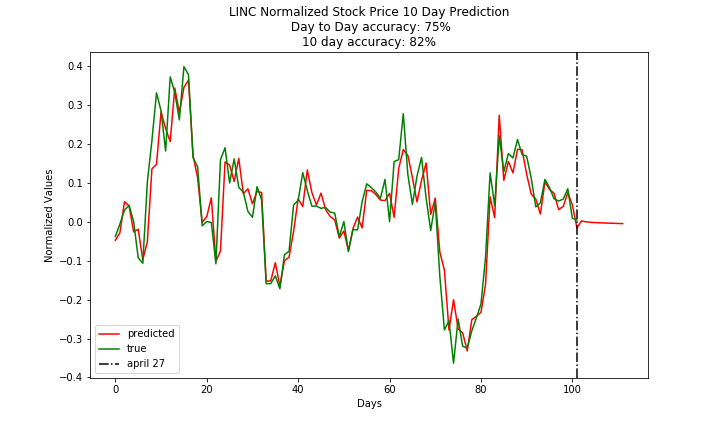 LINC Normalized Stock Price 10 Day Prediction
Day to Day accuracy: 75%
10 day accuracy: 82%
Normalized Values
0.4
0.3
0.2
0.1
0.0
−0.1
−0.2
−0.3
−0.4
predicted
true
april 27
0
20
40
60
80
100
Days